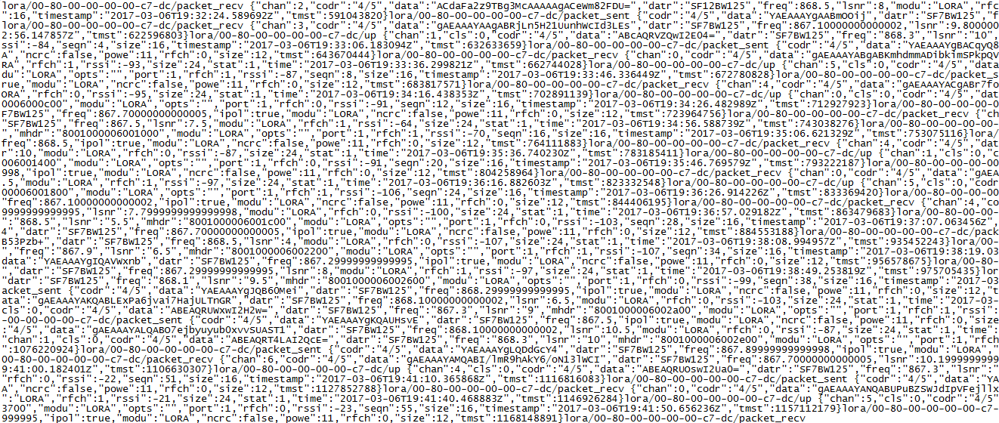 lora/00-80-00-00-00-00-c7-dc/packet_recv {"chan":2,"codr":"4/5","data":"ACdaFa2z9TBg3McAAAAAgACeWm82FDU=","datr":"SF12BW125","freq":868.5,"lsnr":8,"modu":"LORA","rfc
":16,"timestamp":"2017-03-06T19:32:24.589692Z","tmst":591043820}lora/00-80-00-00-00-00-c7-dc/packet_sent {"codr":"4/5","data":"YAEAAAYgAABmOOij","datr":"SF7BW125","f
/packet_recv {"chan":3,"codr":"4/5","data":"gAEAAAYAAgABRjLn5H21UunhWcId3LEs","datr":"SF7BW125","freq":867.10000000000002,"lsnr":9.800000
2:56.147857Z","tmst":622596803}lora/00-80-00-00-00-00-c7-dc/up {"chan":1,"cls":0,"codr":"4/5","data":"ABcAQRVZQWI2E04=","datr":"SF7BW125","freq":"868.3","lsnr":"10",
ssi":-84,"seqn":4,"size":16,"timestamp":"2017-03-06T19:33:06.183094Z","tmst":632633659}lora/00-80-00-00-00-00-c7-dc/packet_sent {"codr":"4/5","data":"YAEAAAYgBACqyQ8
A","ncrc":false,"powe":11,"rfch":0,"size":12,"tmst":643670444}lora/00-80-00-00-00-00-c7-dc/packet_recv {"chan":0,"codr":"4/5","data":"gAEAAAYABgABKmhdmmADibkjmSPkpQV
RA","rfch":1,"rssi":-93,"size":24,"stat":1,"time":"2017-03-06T19:33:36.299821Z","tmst":662744028}lora/00-80-00-00-00-00-c7-dc/up {"chan":5,"cls":0,"codr":"4/5","data
du":"LORA","opts":"","port":1,"rfch":1,"rssi":-87,"seqn":8,"size":16,"timestamp":"2017-03-06T19:33:46.336449Z","tmst":672780828}lora/00-80-00-00-00-00-c7-dc/packet_s
rue,"modu":"LORA","ncrc":false,"powe":11,"rfch":0,"size":12,"tmst":683817571}lora/00-80-00-00-00-00-c7-dc/packet_recv {"chan":4,"codr":"4/5","data":"gAEAAAYACgABr7fo
ORA","rfch":0,"rssi":-95,"size":24,"stat":1,"time":"2017-03-06T19:34:16.438353Z","tmst":702891139}lora/00-80-00-00-00-00-c7-dc/up {"chan":0,"cls":0,"codr":"4/5","dat
0006000c00","modu":"LORA","opts":"","port":1,"rfch":0,"rssi":-91,"seqn":12,"size":16,"timestamp":"2017-03-06T19:34:26.482989Z","tmst":712927923}lora/00-80-00-00-00-0
F7BW125","freq":867.70000000000005,"ipol":true,"modu":"LORA","ncrc":false,"powe":11,"rfch":0,"size":12,"tmst":723964756}lora/00-80-00-00-00-00-c7-dc/packet_recv {"ch
"SF7BW125","freq":867.5,"lsnr":7.5,"modu":"LORA","rfch":1,"rssi":-64,"size":24,"stat":1,"time":"2017-03-06T19:34:56.588739Z","tmst":743038276}lora/00-80-00-00-00-00-
","mhdr":"8001000006001000","modu":"LORA","opts":"","port":1,"rfch":1,"rssi":-70,"seqn":16,"size":16,"timestamp":"2017-03-06T19:35:06.621329Z","tmst":753075116}lora/
req":868.5,"ipol":true,"modu":"LORA","ncrc":false,"powe":11,"rfch":0,"size":12,"tmst":764111883}lora/00-80-00-00-00-00-c7-dc/packet_recv {"chan":4,"codr":"4/5","dat
r":10,"modu":"LORA","rfch":0,"rssi":-87,"size":24,"stat":1,"time":"2017-03-06T19:35:36.740230Z","tmst":783185411}lora/00-80-00-00-00-00-c7-dc/up {"chan":1,"cls":0,"c
006001400","modu":"LORA","opts":"","port":1,"rfch":0,"rssi":-91,"seqn":20,"size":16,"timestamp":"2017-03-06T19:35:46.769579Z","tmst":793222187}lora/00-80-00-00-00-00
998,"ipol":true,"modu":"LORA","ncrc":false,"powe":11,"rfch":0,"size":12,"tmst":804258964}lora/00-80-00-00-00-00-c7-dc/packet_recv {"chan":0,"codr":"4/5","data":"gAEA
.5,"modu":"LORA","rfch":1,"rssi":-97,"size":24,"stat":1,"time":"2017-03-06T19:36:16.882603Z","tmst":823332548}lora/00-80-00-00-00-00-c7-dc/up {"chan":5,"cls":0,"codr
00006001800","modu":"LORA","opts":"","port":1,"rfch":1,"rssi":-106,"seqn":24,"size":16,"timestamp":"2017-03-06T19:36:26.914226Z","tmst":833369420}lora/00-80-00-00-00
"freq":867.10000000000002,"ipol":true,"modu":"LORA","ncrc":false,"powe":11,"rfch":0,"size":12,"tmst":844406195}lora/00-80-00-00-00-00-c7-dc/packet_recv {"chan":4,"co
9999999999995,"lsnr":7.7999999999999998,"modu":"LORA","rfch":0,"rssi":-100,"size":24,"stat":1,"time":"2017-03-06T19:36:57.029182Z","tmst":863479683}lora/00-80-00-00-
:"868.5","lsnr":"5.5","mhdr":"8001000006001c00","modu":"LORA","opts":"","port":1,"rfch":0,"rssi":-103,"seqn":28,"size":16,"timestamp":"2017-03-06T19:37:07.063456Z",
4","datr":"SF7BW125","freq":867.70000000000005,"ipol":true,"modu":"LORA","ncrc":false,"powe":11,"rfch":0,"size":12,"tmst":884553188}lora/00-80-00-00-00-00-c7-dc/pack
B53Pzb+","datr":"SF7BW125","freq":868.5,"lsnr":4,"modu":"LORA","rfch":0,"rssi":-107,"size":24,"stat":1,"time":"2017-03-06T19:38:08.994957Z","tmst":935452243}lora/00-
,"freq":"867.9","lsnr":"6.5","mhdr":"8001000006002200","modu":"LORA","opts":"","port":1,"rfch":1,"rssi":-107,"seqn":34,"size":16,"timestamp":"2017-03-06T19:38:19.03
data":"YAEAAAYgIQAVwxnb","datr":"SF7BW125","freq":867.29999999999995,"ipol":true,"modu":"LORA","ncrc":false,"powe":11,"rfch":0,"size":12,"tmst":956578675}lora/00-80-
,"datr":"SF7BW125","freq":867.29999999999995,"lsnr":8,"modu":"LORA","rfch":1,"rssi":-97,"size":24,"stat":1,"time":"2017-03-06T19:38:49.253819Z","tmst":975705435}lor
"datr":"SF7BW125","freq":"868.1","lsnr":"9.5","mhdr":"8001000006002600","modu":"LORA","opts":"","port":1,"rfch":0,"rssi":-99,"seqn":38,"size":16,"timestamp":"2017-03
acket_sent {"codr":"4/5","data":"YAEAAAYgJQB6OMei","datr":"SF7BW125","freq":868.29999999999995,"ipol":true,"modu":"LORA","ncrc":false,"powe":11,"rfch":0,"size":12,"t
ata":"gAEAAAYAKQABLExPa6jvai7HajULTnGR","datr":"SF7BW125","freq":868.10000000000002,"lsnr":6.5,"modu":"LORA","rfch":0,"rssi":-103,"size":24,"stat":1,"time":"2017-03-
cls":0,"codr":"4/5","data":"ABEAQRUWxwI2H2w=","datr":"SF7BW125","freq":"867.3","lsnr":"9","mhdr":"8001000006002a00","modu":"LORA","opts":"","port":1,"rfch":1,"rssi":
-00-00-00-00-c7-dc/packet_sent {"codr":"4/5","data":"YAEAAAYgKQAUHsvE","datr":"SF7BW125","freq":867.5,"ipol":true,"modu":"LORA","ncrc":false,"powe":11,"rfch":0,"size
:"4/5","data":"gAEAAAYALQABO7ejbyuyub0xvvSUAST1","datr":"SF7BW125","freq":868.10000000000002,"lsnr":10.5,"modu":"LORA","rfch":0,"rssi":-87,"size":24,"stat":1,"time":
"chan":1,"cls":0,"codr":"4/5","data":"ABEAQRT4LAI2QcE=","datr":"SF7BW125","freq":"868.3","lsnr":"10","mhdr":"8001000006002e00","modu":"LORA","opts":"","port":1,"rfch
:1076220924}lora/00-80-00-00-00-00-c7-dc/packet_sent {"codr":"4/5","data":"YAEAAAYgLQDdGcY4","datr":"SF7BW125","freq":867.89999999999998,"ipol":true,"modu":"LORA","
00-80-00-00-00-00-c7-dc/packet_recv {"chan":6,"codr":"4/5","data":"gAEAAAYAMQABI/lmR9hAkY6/oN13lWCI","datr":"SF7BW125","freq":867.70000000000005,"lsnr":10.199999999
9:41:00.182401Z","tmst":1106630307}lora/00-80-00-00-00-00-c7-dc/up {"chan":4,"cls":0,"codr":"4/5","data":"ABEAQRUOswI2Ua0=","datr":"SF7BW125","freq":"867.3","lsnr":"
"rfch":0,"rssi":-22,"seqn":51,"size":16,"timestamp":"2017-03-06T19:41:10.365868Z","tmst":1116816083}lora/00-80-00-00-00-00-c7-dc/packet_sent {"codr":"4/5","data":"YA
A","ncrc":false,"powe":11,"rfch":0,"size":12,"tmst":1127852788}lora/00-80-00-00-00-00-c7-dc/packet_recv {"chan":0,"codr":"4/5","data":"gAEAAAYANQABUPuBZSWJdIpVFejllx
:"LORA","rfch":1,"rssi":-21,"size":24,"stat":1,"time":"2017-03-06T19:41:40.468883Z","tmst":1146926284}lora/00-80-00-00-00-00-c7-dc/up {"chan":5,"cls":0,"codr":"4/5"
3700","modu":"LORA","opts":"","port":1,"rfch":0,"rssi":-23,"seqn":55,"size":16,"timestamp":"2017-03-06T19:41:50.656236Z","tmst":1157112179}lora/00-80-00-00-00-00-c7-
999995,"ipol":true,"modu":"LORA","ncrc":false,"powe":11,"rfch":0,"size":12,"tmst":1168148891}lora/00-80-00-00-00-00-c7-dc/packet_recv